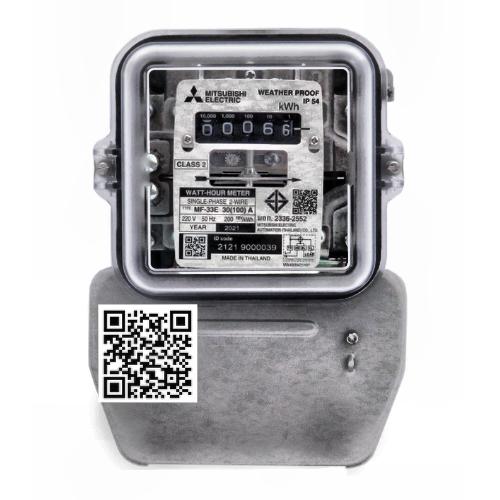 MITSUBISHI
ELECTRIC
WEATHER PROOF
IP 54
kWh
10,000 1,000 100 10 1
0 0 0 6 6
CLASS 2
WATT-HOUR METER
SINGLE-PHASE 2-WIRE
TYPE MF-33E 30(100) A
220 V 50 Hz 200 rev/kWh
YEAR 2021
มอก. 2336-2552
MITSUBISHI ELECTRIC
AUTOMATION (THAILAND) CO., LTD.
ID code
2121 9000039
MADE IN THAILAND